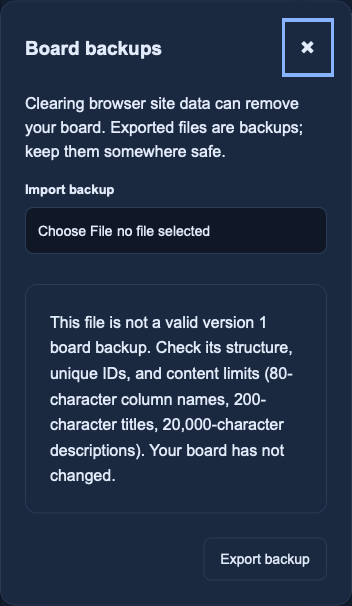 Board backups
✖
Clearing browser site data can remove
your board. Exported files are backups;
keep them somewhere safe.
Import backup
Choose File no file selected
This file is not a valid version 1
board backup. Check its structure,
unique IDs, and content limits (80-
character column names, 200-
character titles, 20,000-character
descriptions). Your board has not
changed.
Export backup